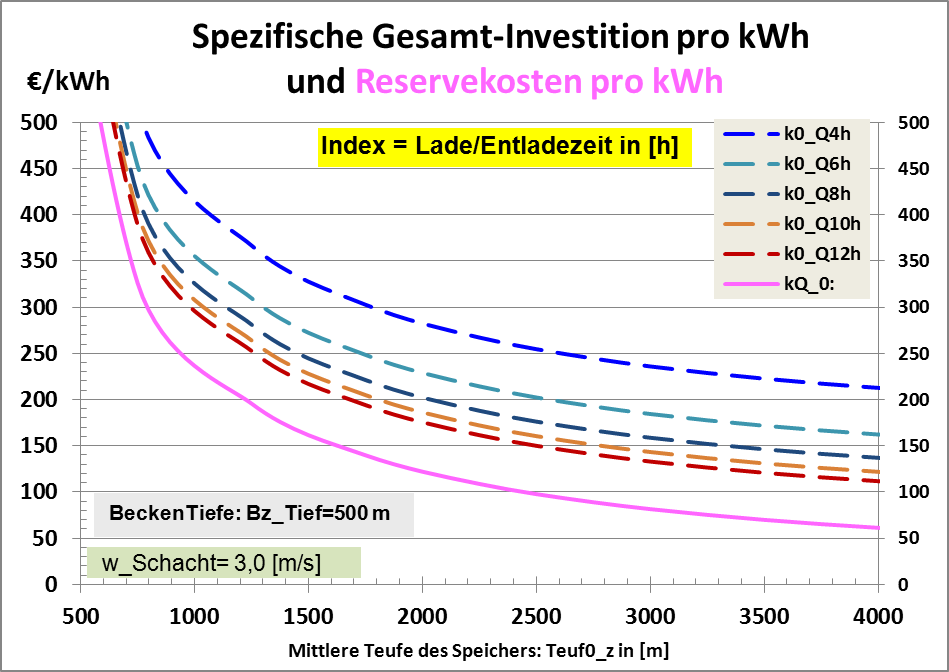 Spezifische Gesamt-Investition pro kWh
und Reservekosten pro kWh
€/kWh
Index = Lade/Entladezeit in [h]
k0_Q4h
k0_Q6h
k0_Q8h
k0_Q10h
k0_Q12h
kQ_0:
500
450
400
350
300
250
200
150
100
50
0
500
450
400
350
300
250
200
150
100
50
0
BeckenTiefe: Bz_Tief=500 m
w_Schacht= 3,0 [m/s]
500 1000 1500 2000 2500 3000 3500 4000
Mittlere Teufe des Speichers: Teuf0_z in [m]